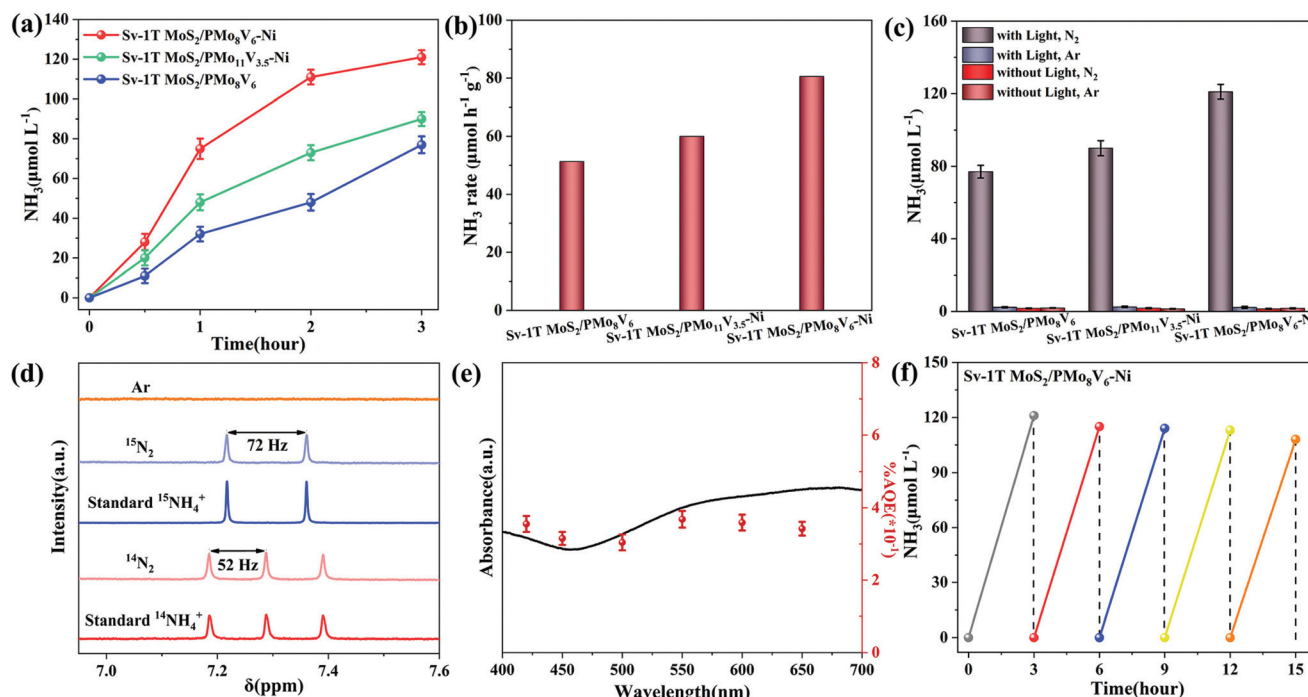 (a)
Sv-1T MoS₂/PMo₈V₆-Ni
Sv-1T MoS₂/PMo₁₁V₃.₅-Ni
Sv-1T MoS₂/PMo₈V₆
NH₃(μmol L⁻¹)
140
120
100
80
60
40
20
0
0 1 2 3
Time(hour)
(b)
NH₃ rate (μmol h⁻¹ g⁻¹)
100
80
60
40
20
0
Sv-1T MoS₂/PMo₈V₆
Sv-1T MoS₂/PMo₁₁V₃.₅-Ni
Sv-1T MoS₂/PMo₈V₆-Ni
(c)
with Light, N₂
with Light, Ar
without Light, N₂
without Light, Ar
NH₃(μmol L⁻¹)
160
120
80
40
0
Sv-1T MoS₂/PMo₈V₆
Sv-1T MoS₂/PMo₁₁V₃.₅-Ni
Sv-1T MoS₂/PMo₈V₆-Ni
(d)
Intensity(a.u.)
Ar
¹⁵N₂
72 Hz
Standard ¹⁵NH₄⁺
¹⁴N₂
52 Hz
Standard ¹⁴NH₄⁺
7.0 7.2 7.4 7.6
δ(ppm)
(e)
Absorbance(a.u.)
8
6
4
2
0
%AQE(*10⁻¹)
400 450 500 550 600 650 700
Wavelength(nm)
(f)
Sv-1T MoS₂/PMo₈V₆-Ni
NH₃(μmol L⁻¹)
150
120
90
60
30
0
0 3 6 9 12 15
Time(hour)